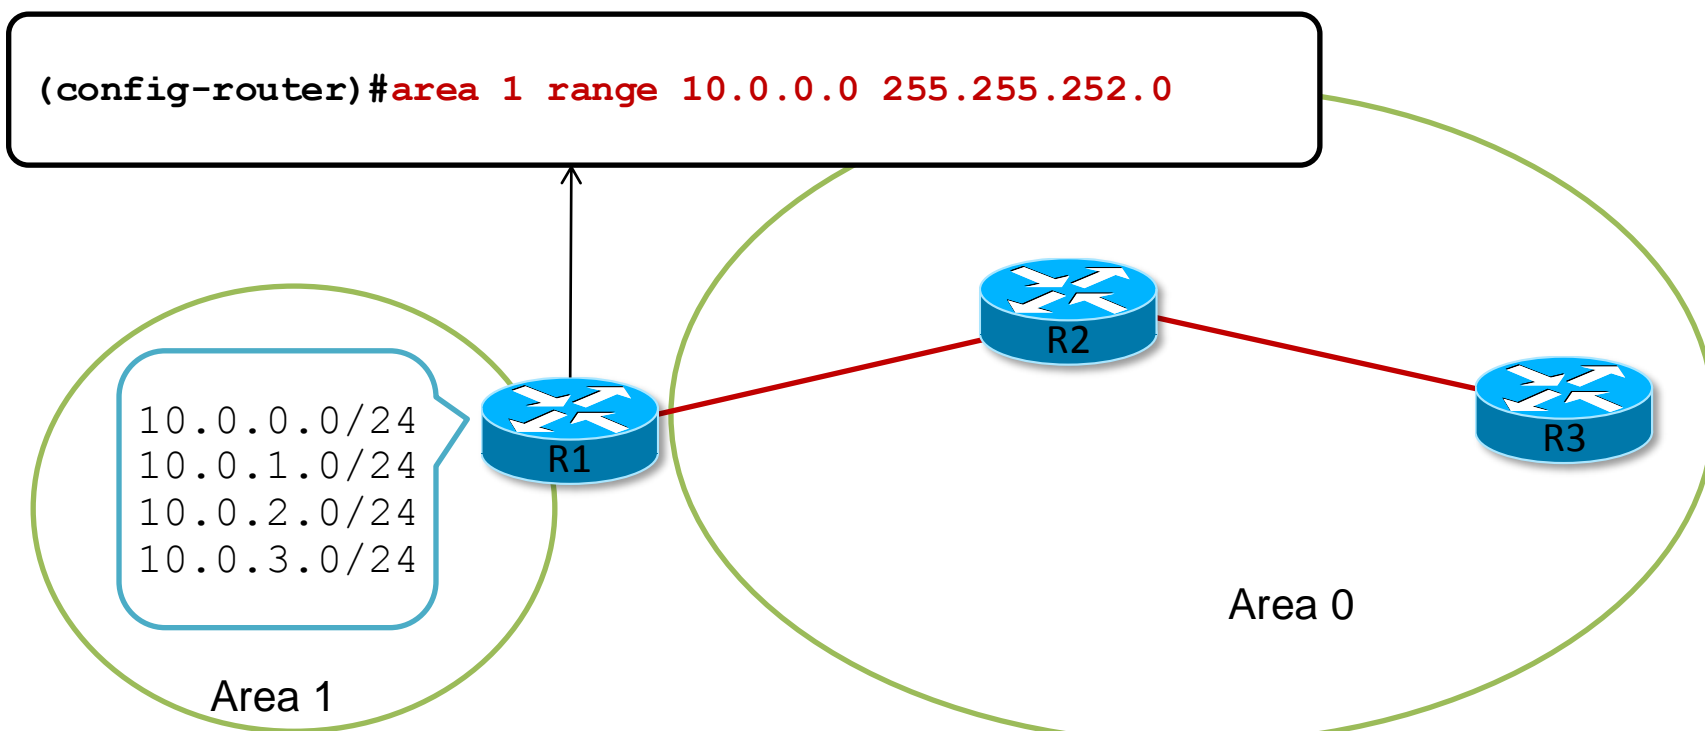 (config-router)#area 1 range 10.0.0.0 255.255.252.0
R2
R3
R1
10.0.0.0/24
10.0.1.0/24
10.0.2.0/24
10.0.3.0/24
Area 0
Area 1